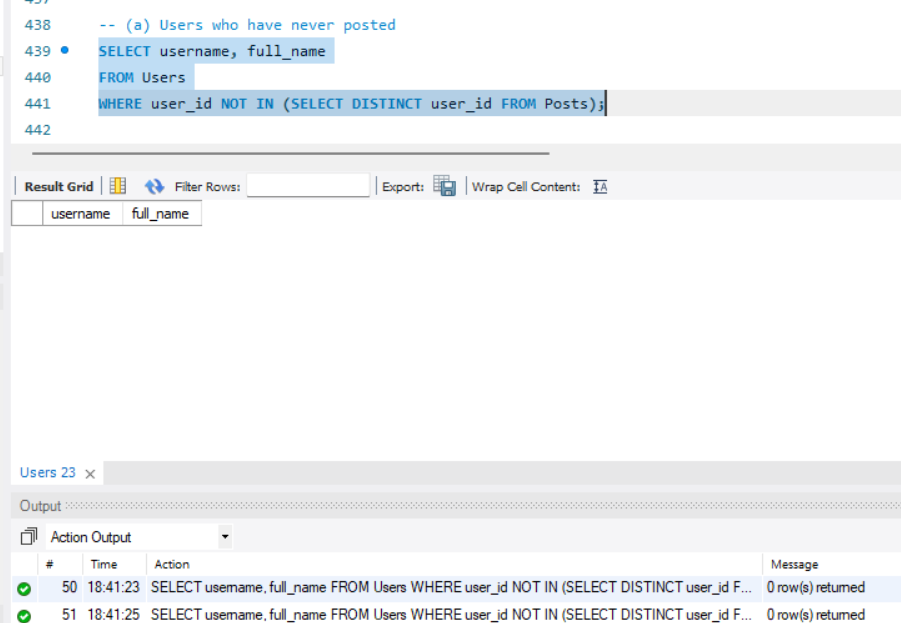 438 -- (a) Users who have never posted
439 SELECT username, full_name
440 FROM Users
441 WHERE user_id NOT IN (SELECT DISTINCT user_id FROM Posts);
442
Result Grid Filter Rows: Export: Wrap Cell Content: IA
username full_name
Users 23 ×
Output
Action Output
# Time Action Message
50 18:41:23 SELECT username, full_name FROM Users WHERE user_id NOT IN (SELECT DISTINCT user_id F... 0 row(s) returned
51 18:41:25 SELECT username, full_name FROM Users WHERE user_id NOT IN (SELECT DISTINCT user_id F... 0 row(s) returned